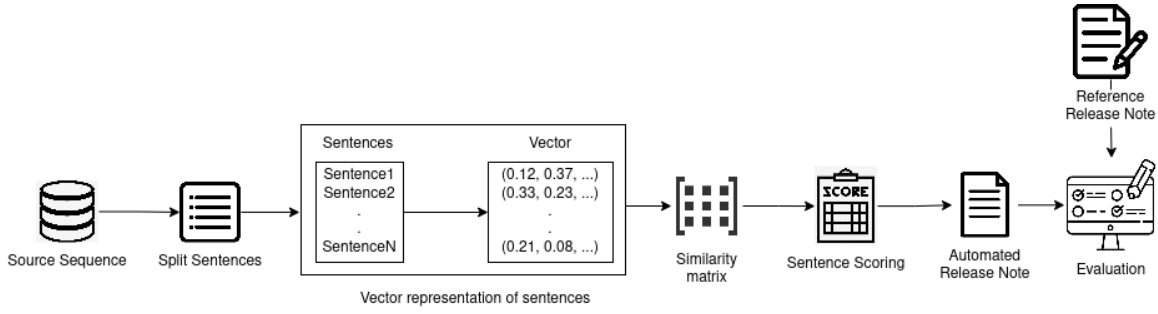 Source Sequence
Split Sentences
Sentences
Vector
Sentence1
Sentence2
.
.
SentenceN
(0.12, 0.37, ...)
(0.33, 0.23, ...)
.
.
(0.21, 0.08, ...)
Vector representation of sentences
Similarity
matrix
SCORE
Sentence Scoring
Automated
Release Note
Reference
Release Note
Evaluation